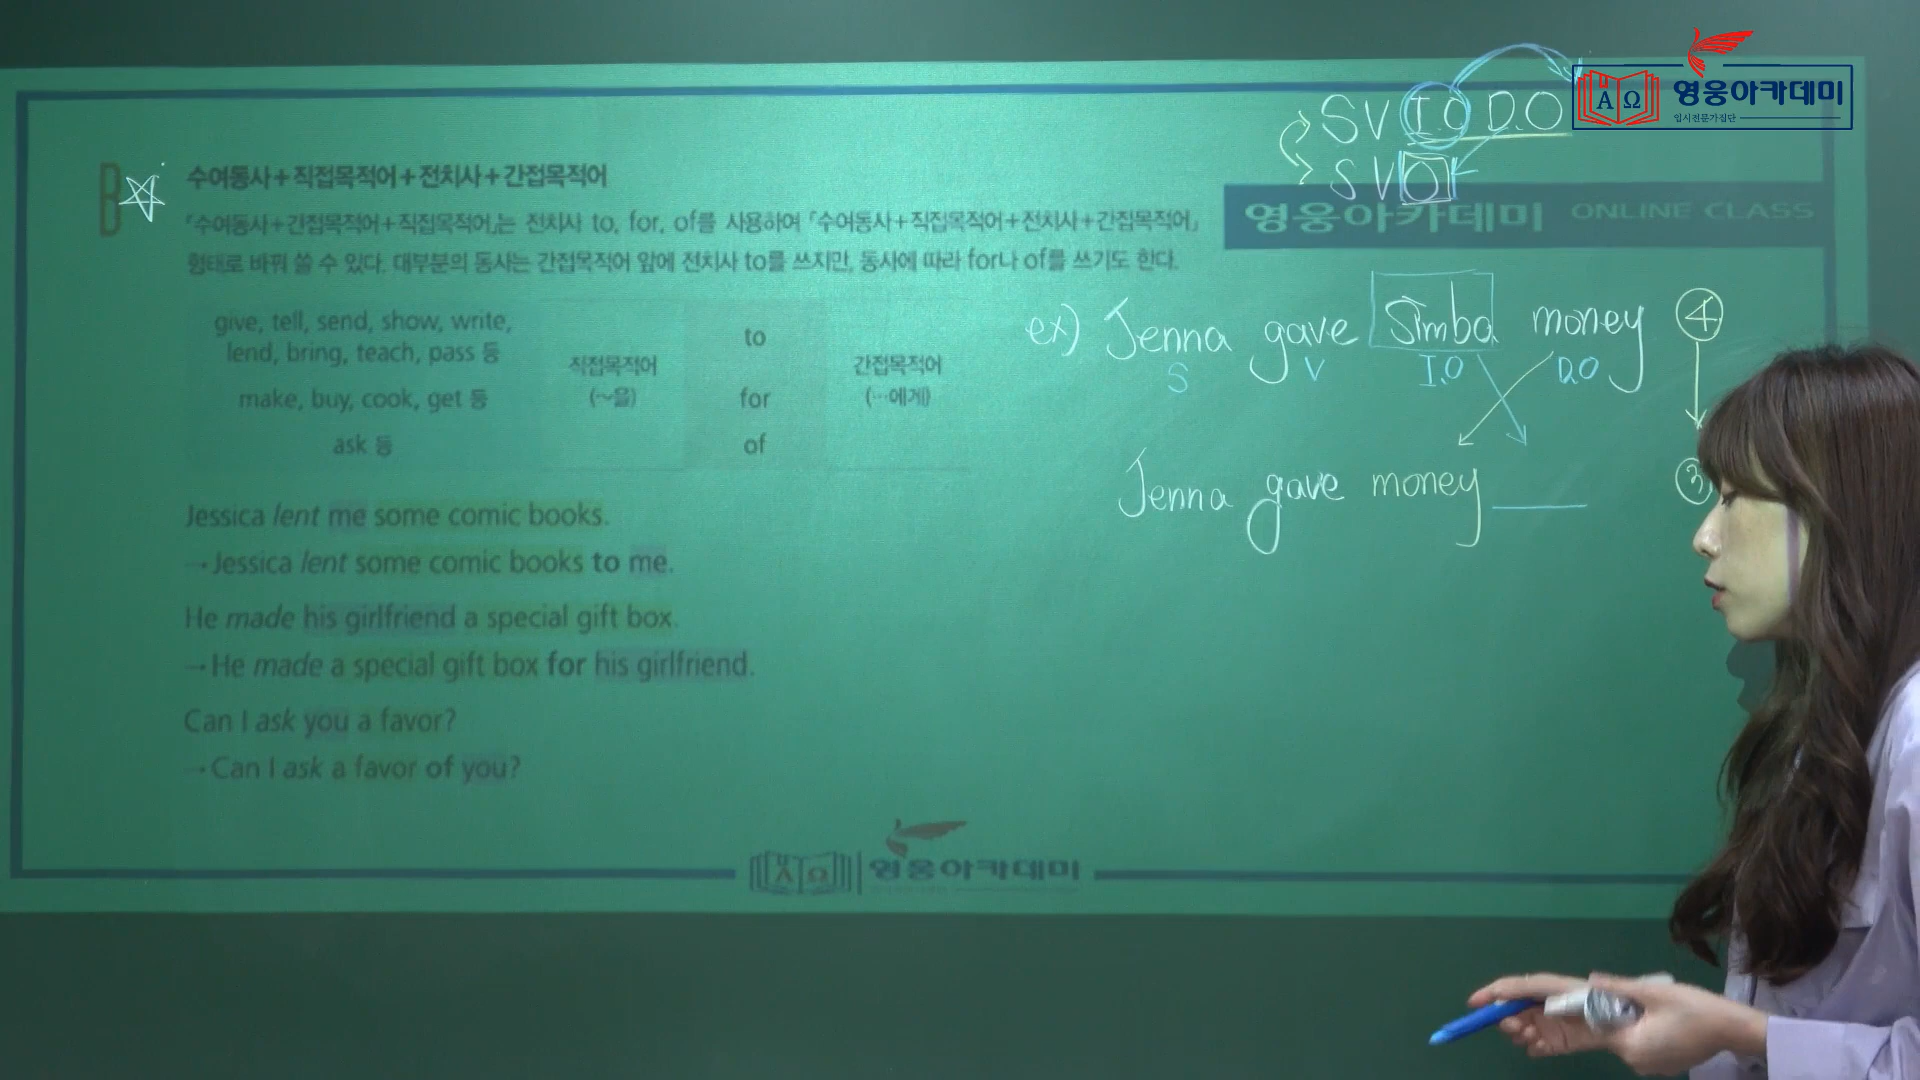 영웅아카데미
입시전문가집단
S V I.O D.O
S V O
B 수여동사+직접목적어+전치사+간접목적어
「수여동사+간접목적어+직접목적어」는 전치사 to, for, of를 사용하여 「수여동사+직접목적어+전치사+간접목적어」
형태로 바꿔 쓸 수 있다. 대부분의 동사는 간접목적어 앞에 전치사 to를 쓰지만, 동사에 따라 for나 of를 쓰기도 한다.
give, tell, send, show, write,
lend, bring, teach, pass 등
make, buy, cook, get 등
ask 등
직접목적어
(~을)
to
for
of
간접목적어
(…에게)
Jessica lent me some comic books.
→ Jessica lent some comic books to me.
He made his girlfriend a special gift box.
→ He made a special gift box for his girlfriend.
Can I ask you a favor?
→ Can I ask a favor of you?
영웅아카데미 ONLINE CLASS
ex) Jenna gave Simba money ④
S V I.O D.O
Jenna gave money ____ ③
영웅아카데미